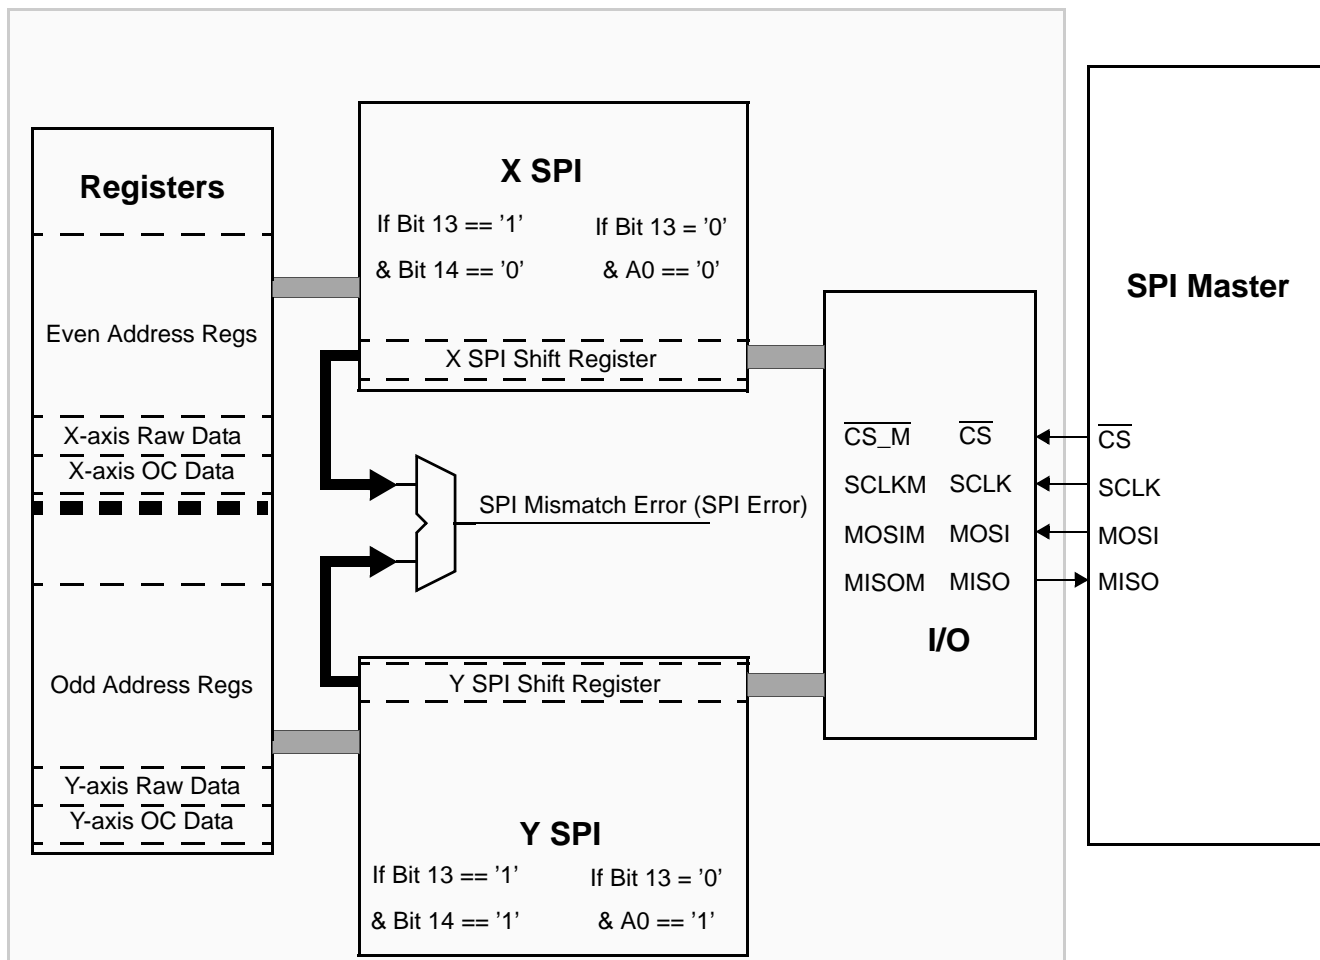 Registers
Even Address Regs
X-axis Raw Data
X-axis OC Data
Odd Address Regs
Y-axis Raw Data
Y-axis OC Data
X SPI
If Bit 13 == ’1’ If Bit 13 = ’0’
& Bit 14 == ’0’ & A0 == ’0’
X SPI Shift Register
SPI Mismatch Error (SPI Error)
Y SPI Shift Register
Y SPI
If Bit 13 == ’1’ If Bit 13 = ’0’
& Bit 14 == ’1’ & A0 == ’1’
CS_M CS
SCLKM SCLK
MOSIM MOSI
MISOM MISO
I/O
SPI Master
CS
SCLK
MOSI
MISO